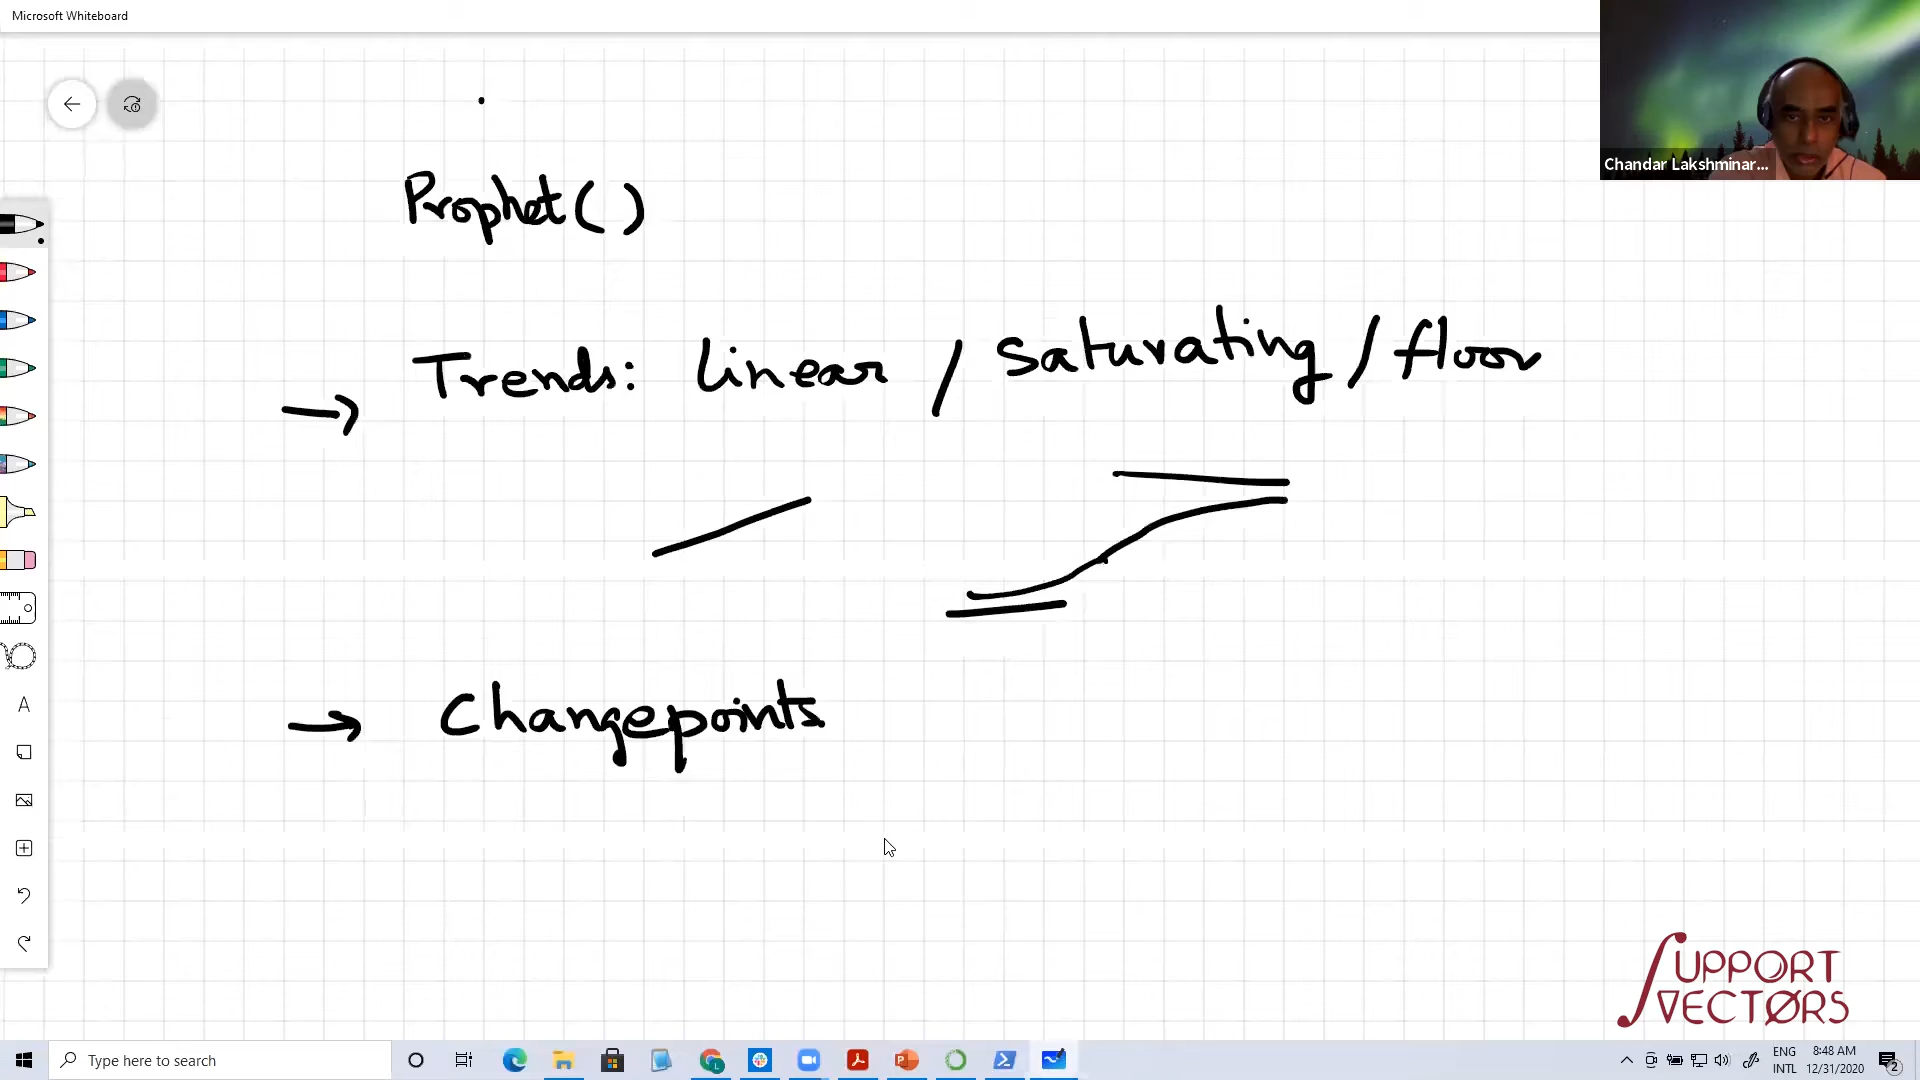 Microsoft Whiteboard
Chandar Lakshminar...
Prophet()
Trends: linear / Saturating / floor
Changepoints
A
SUPPORT
VECTORS
Type here to search
ENG
INTL
8:48 AM
12/31/2020
2